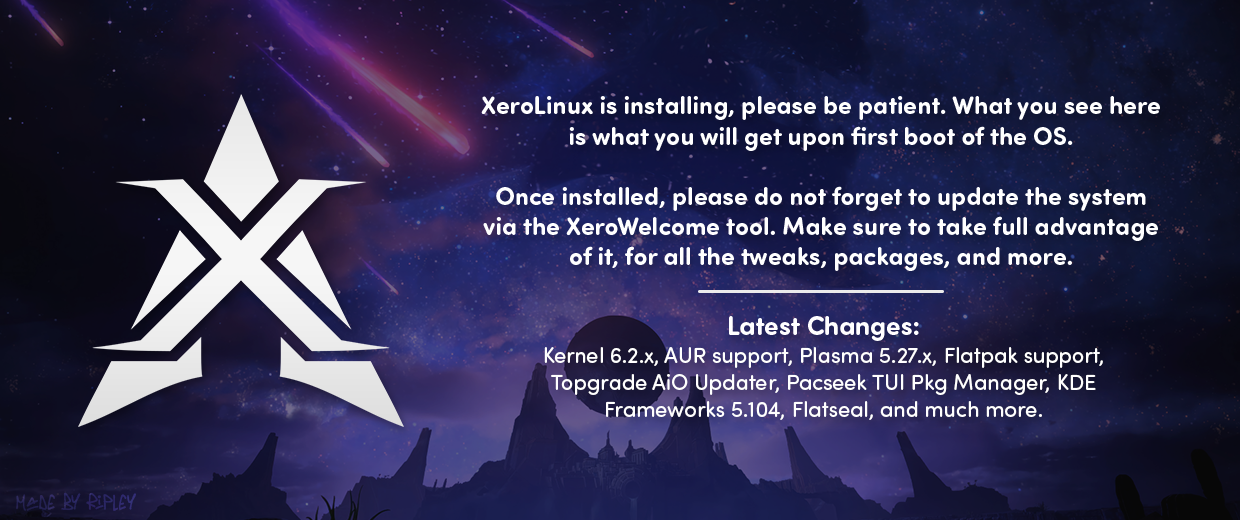 XeroLinux is installing, please be patient. What you see here
is what you will get upon first boot of the OS.
Once installed, please do not forget to update the system
via the XeroWelcome tool. Make sure to take full advantage
of it, for all the tweaks, packages, and more.
Latest Changes:
Kernel 6.2.x, AUR support, Plasma 5.27.x, Flatpak support,
Topgrade AiO Updater, Pacseek TUI Pkg Manager, KDE
Frameworks 5.104, Flatseal, and much more.
MADE BY RiPLEY